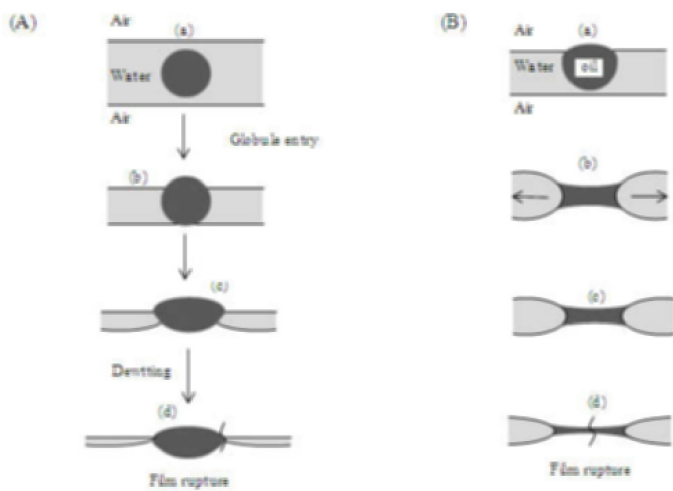 (A)
Air
(a)
Water
Air
Globule entry
(b)
(c)
Dewtting
(d)
Film rupture
(B)
Air
(a)
Water
oil
Air
(b)
(c)
(d)
Film rupture